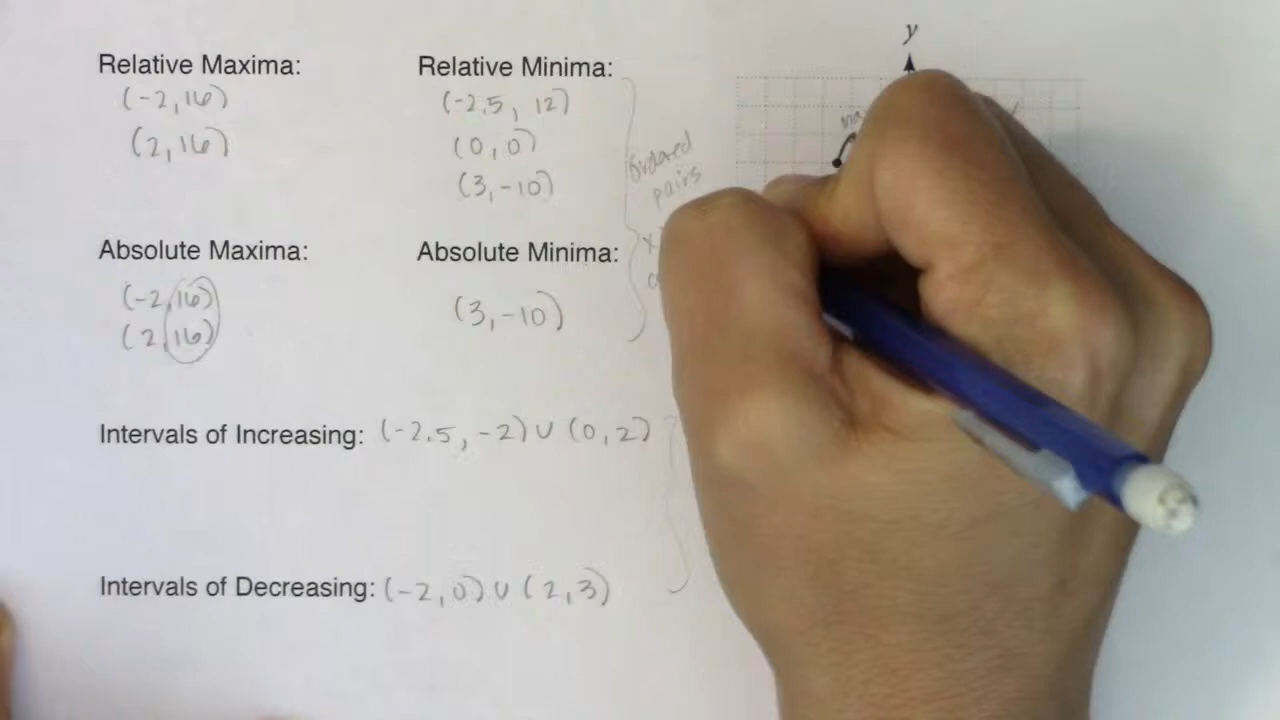 Relative Maxima:
(-2,16)
(2,16)
Relative Minima:
(-2.5, 12)
(0,0)
(3,-10)
Absolute Maxima:
(-2,16)
(2,16)
Absolute Minima:
(3,-10)
Intervals of Increasing: (-2.5, -2) ∪ (0,2)
Intervals of Decreasing: (-2,0) ∪ (2,3)
Ordered
pairs
x
y